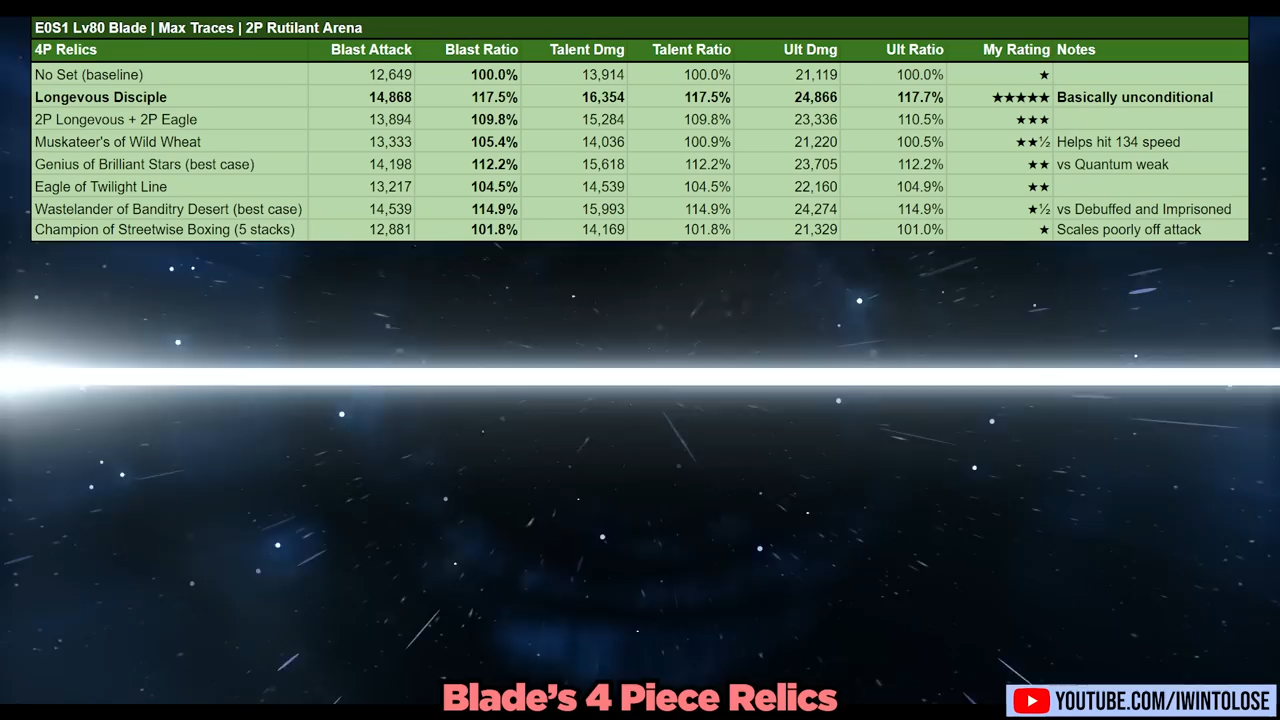 E0S1 Lv80 Blade | Max Traces | 2P Rutilant Arena
4P Relics Blast Attack Blast Ratio Talent Dmg Talent Ratio Ult Dmg Ult Ratio My Rating Notes
No Set (baseline) 12,649 100.0% 13,914 100.0% 21,119 100.0% ★
Longevous Disciple 14,868 117.5% 16,354 117.5% 24,866 117.7% ★★★★★ Basically unconditional
2P Longevous + 2P Eagle 13,894 109.8% 15,284 109.8% 23,336 110.5% ★★★
Muskateer's of Wild Wheat 13,333 105.4% 14,036 100.9% 21,220 100.5% ★★½ Helps hit 134 speed
Genius of Brilliant Stars (best case) 14,198 112.2% 15,618 112.2% 23,705 112.2% ★★ vs Quantum weak
Eagle of Twilight Line 13,217 104.5% 14,539 104.5% 22,160 104.9% ★★
Wastelander of Banditry Desert (best case) 14,539 114.9% 15,993 114.9% 24,274 114.9% ★½ vs Debuffed and Imprisoned
Champion of Streetwise Boxing (5 stacks) 12,881 101.8% 14,169 101.8% 21,329 101.0% ★ Scales poorly off attack
Blade's 4 Piece Relics
YOUTUBE.COM/IWINTOLOSE